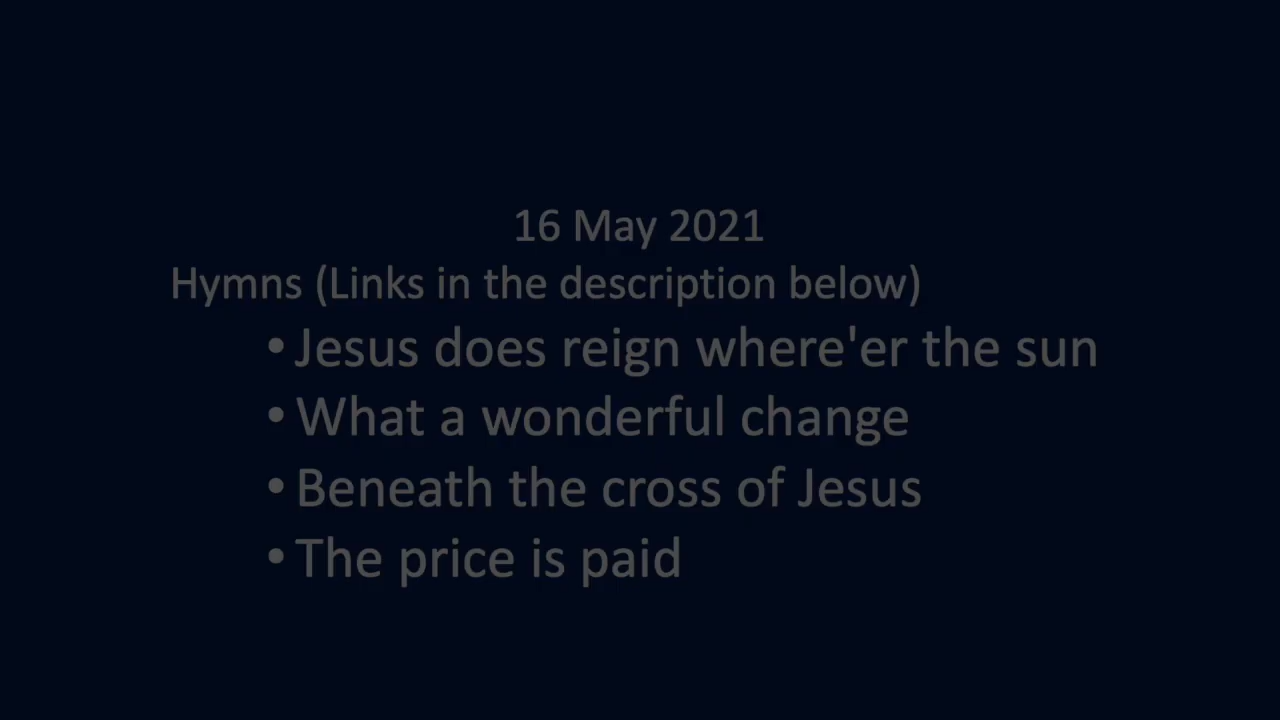 16 May 2021
Hymns (Links in the description below)
• Jesus does reign where'er the sun
• What a wonderful change
• Beneath the cross of Jesus
• The price is paid